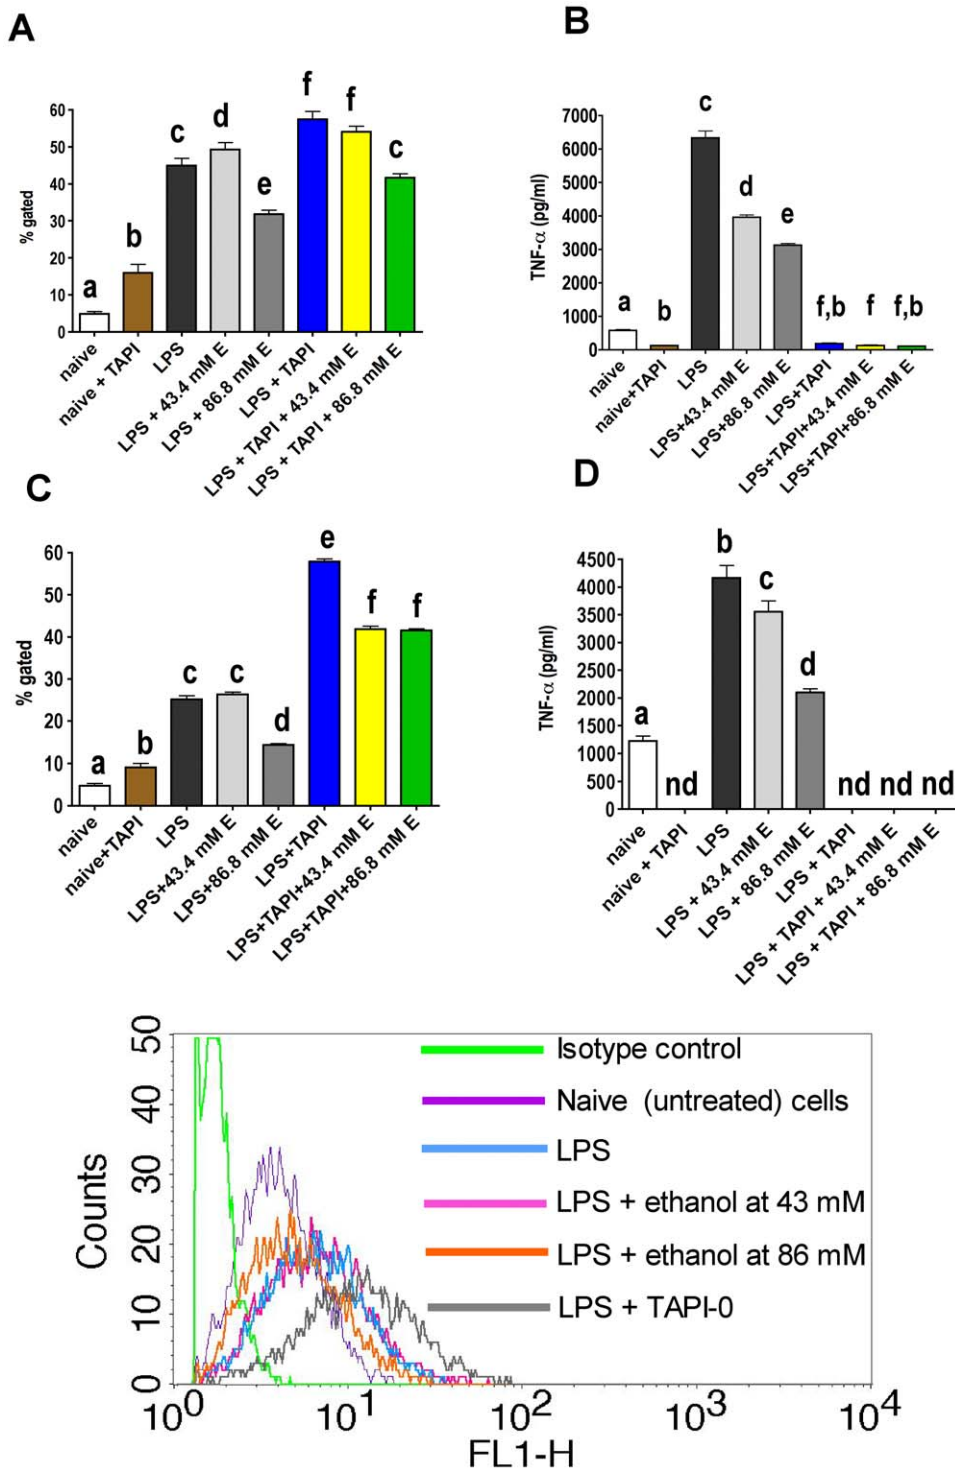 A
% gated
60
50
40
30
20
10
0
a
b
c
d
e
f
f
c
naive
naive + TAPI
LPS
LPS + 43.4 mM E
LPS + 86.8 mM E
LPS + TAPI
LPS + TAPI + 43.4 mM E
LPS + TAPI + 86.8 mM E
B
TNF-α (pg/ml)
7000
6000
5000
4000
3000
2000
1000
0
a
b
c
d
e
f,b
f
f,b
naive
naive+TAPI
LPS
LPS+43.4 mM E
LPS+86.8 mM E
LPS+TAPI
LPS+TAPI+43.4 mM E
LPS+TAPI+86.8 mM E
C
% gated
60
50
40
30
20
10
0
a
b
c
c
d
e
f
f
naive
naive+TAPI
LPS
LPS+43.4 mM E
LPS+86.8 mM E
LPS+TAPI
LPS+TAPI+43.4 mM E
LPS+TAPI+86.8 mM E
D
TNF-α (pg/ml)
4500
4000
3500
3000
2500
2000
1500
1000
500
0
a
nd
b
c
d
nd
nd
nd
naive
naive + TAPI
LPS
LPS + 43.4 mM E
LPS + 86.8 mM E
LPS + TAPI
LPS + TAPI + 43.4 mM E
LPS + TAPI + 86.8 mM E
Counts
50
40
30
20
10
0
Isotype control
Naive (untreated) cells
LPS
LPS + ethanol at 43 mM
LPS + ethanol at 86 mM
LPS + TAPI-0
10⁰
10¹
10²
10³
10⁴
FL1-H